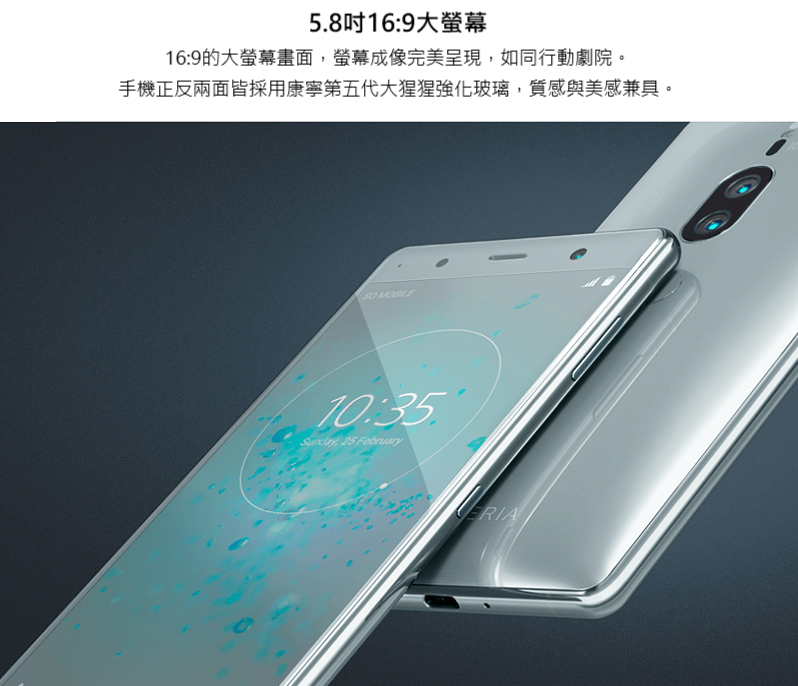 5.8吋16:9大螢幕
16:9的大螢幕畫面，螢幕成像完美呈現，如同行動劇院。
手機正反兩面皆採用康寧第五代大猩猩強化玻璃，質感與美感兼具。
SO MOBILE
10:35
Sunday, 25 February
ERIA